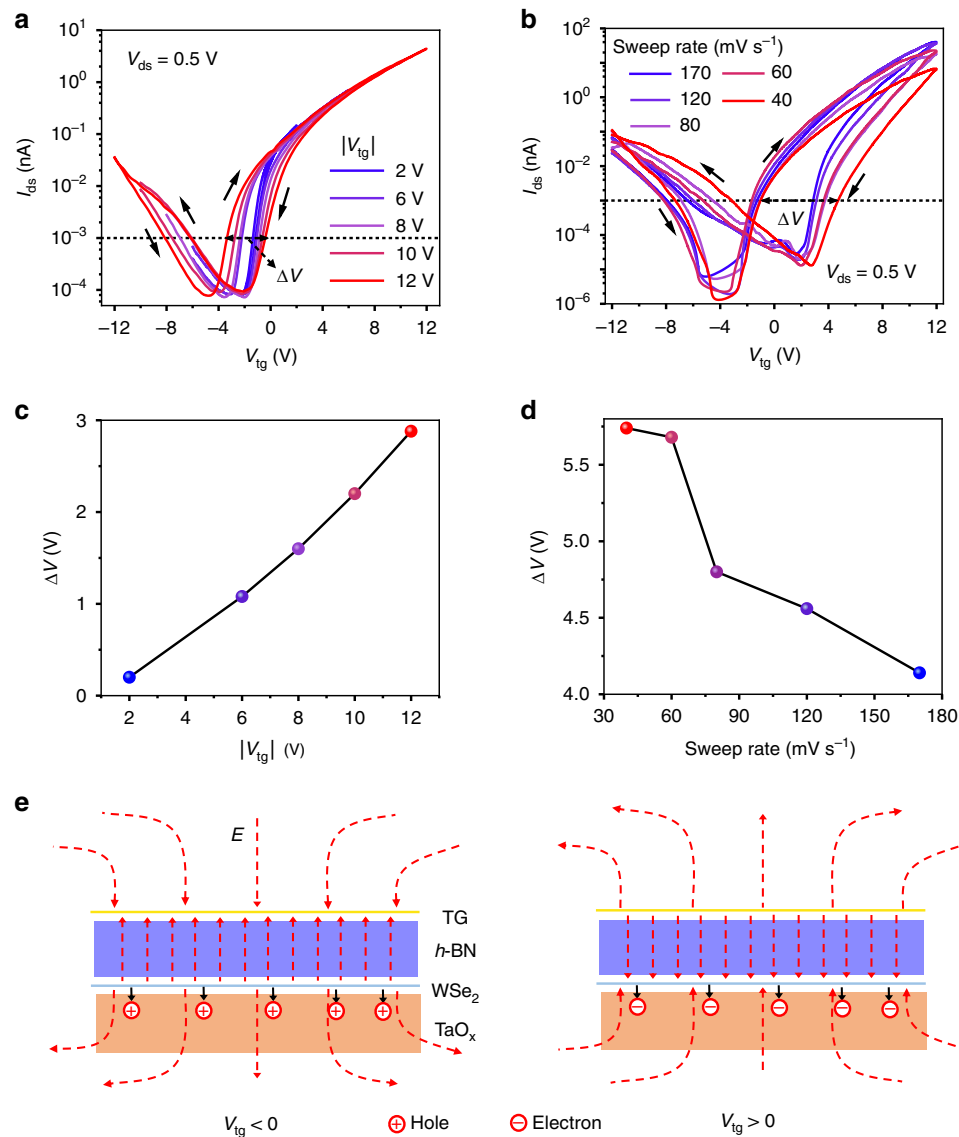 a
V_ds = 0.5 V
I_ds (nA)
10^1
10^0
10^−1
10^−2
10^−3
10^−4
|V_tg|
2 V
6 V
8 V
10 V
12 V
ΔV
−12 −8 −4 0 4 8 12
V_tg (V)
b
Sweep rate (mV s^−1)
170 60
120 40
80
I_ds (nA)
10^2
10^0
10^−2
10^−4
10^−6
ΔV
V_ds = 0.5 V
−12 −8 −4 0 4 8 12
V_tg (V)
c
ΔV (V)
3
2
1
0
2 4 6 8 10 12
|V_tg| (V)
d
ΔV (V)
5.5
5.0
4.5
4.0
30 60 90 120 150 180
Sweep rate (mV s^−1)
e
E
TG
h-BN
WSe_2
TaO_x
V_tg < 0
+ Hole
− Electron
V_tg > 0